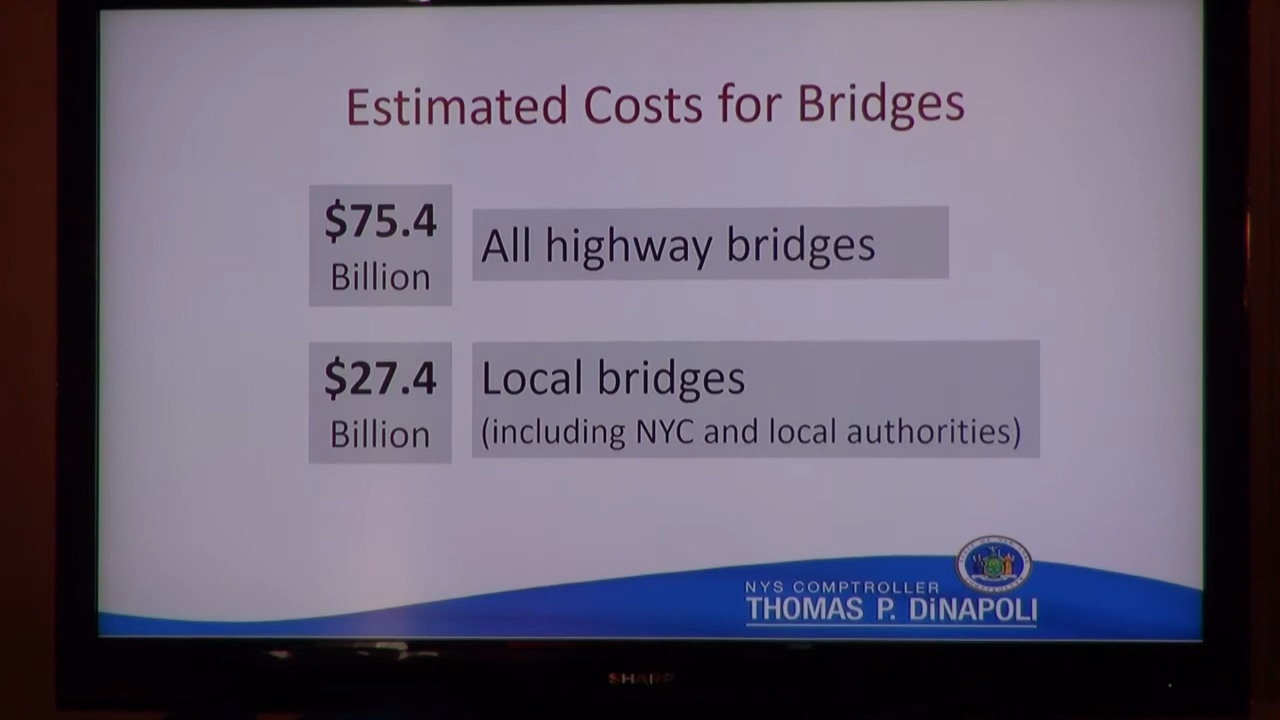 Estimated Costs for Bridges
$75.4
Billion
All highway bridges
$27.4
Billion
Local bridges
(including NYC and local authorities)
NYS COMPTROLLER
THOMAS P. DiNAPOLI
SHARP